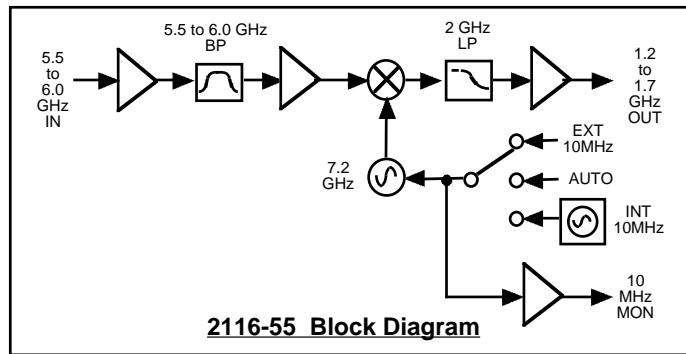 5.5 to 6.0 GHz
BP
2 GHz
LP
5.5
to
6.0
GHz
IN
1.2
to
1.7
GHz
OUT
7.2
GHz
EXT
10MHz
AUTO
INT
10MHz
10
MHz
MON
2116-55 Block Diagram